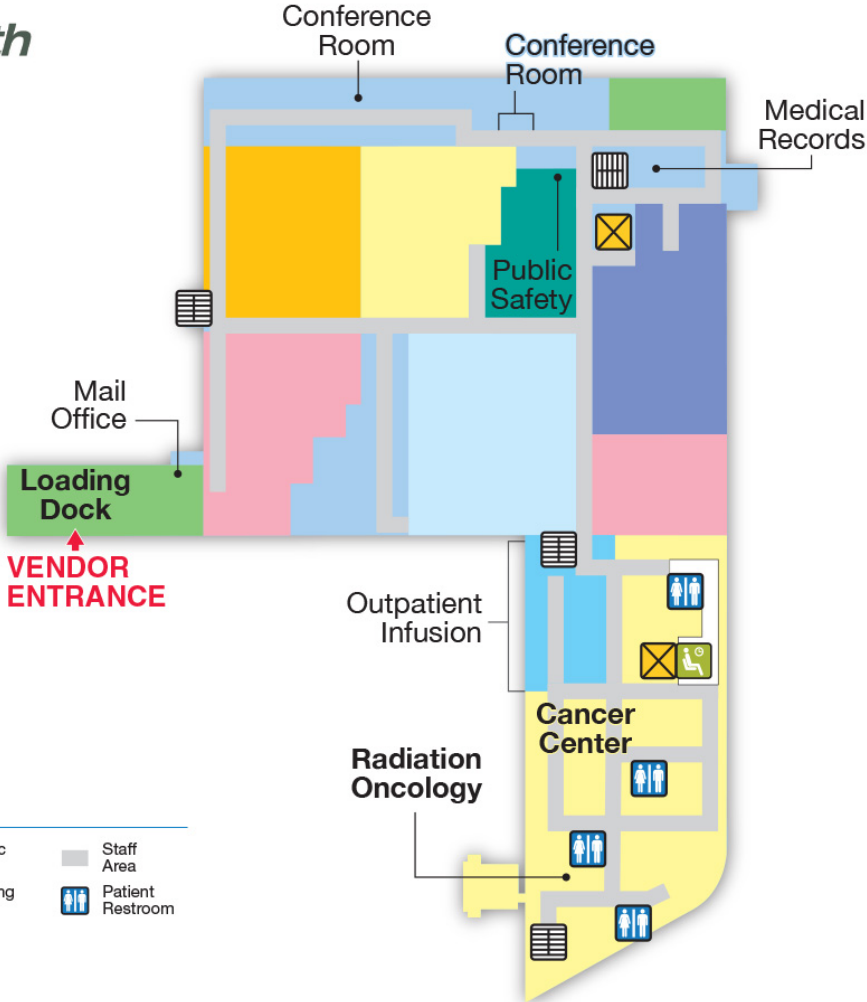 Conference
Room
Conference
Room
Medical
Records
Public
Safety
Mail
Office
Loading
Dock
VENDOR
ENTRANCE
Outpatient
Infusion
Cancer
Center
Radiation
Oncology
Staff
Area
Patient
Restroom